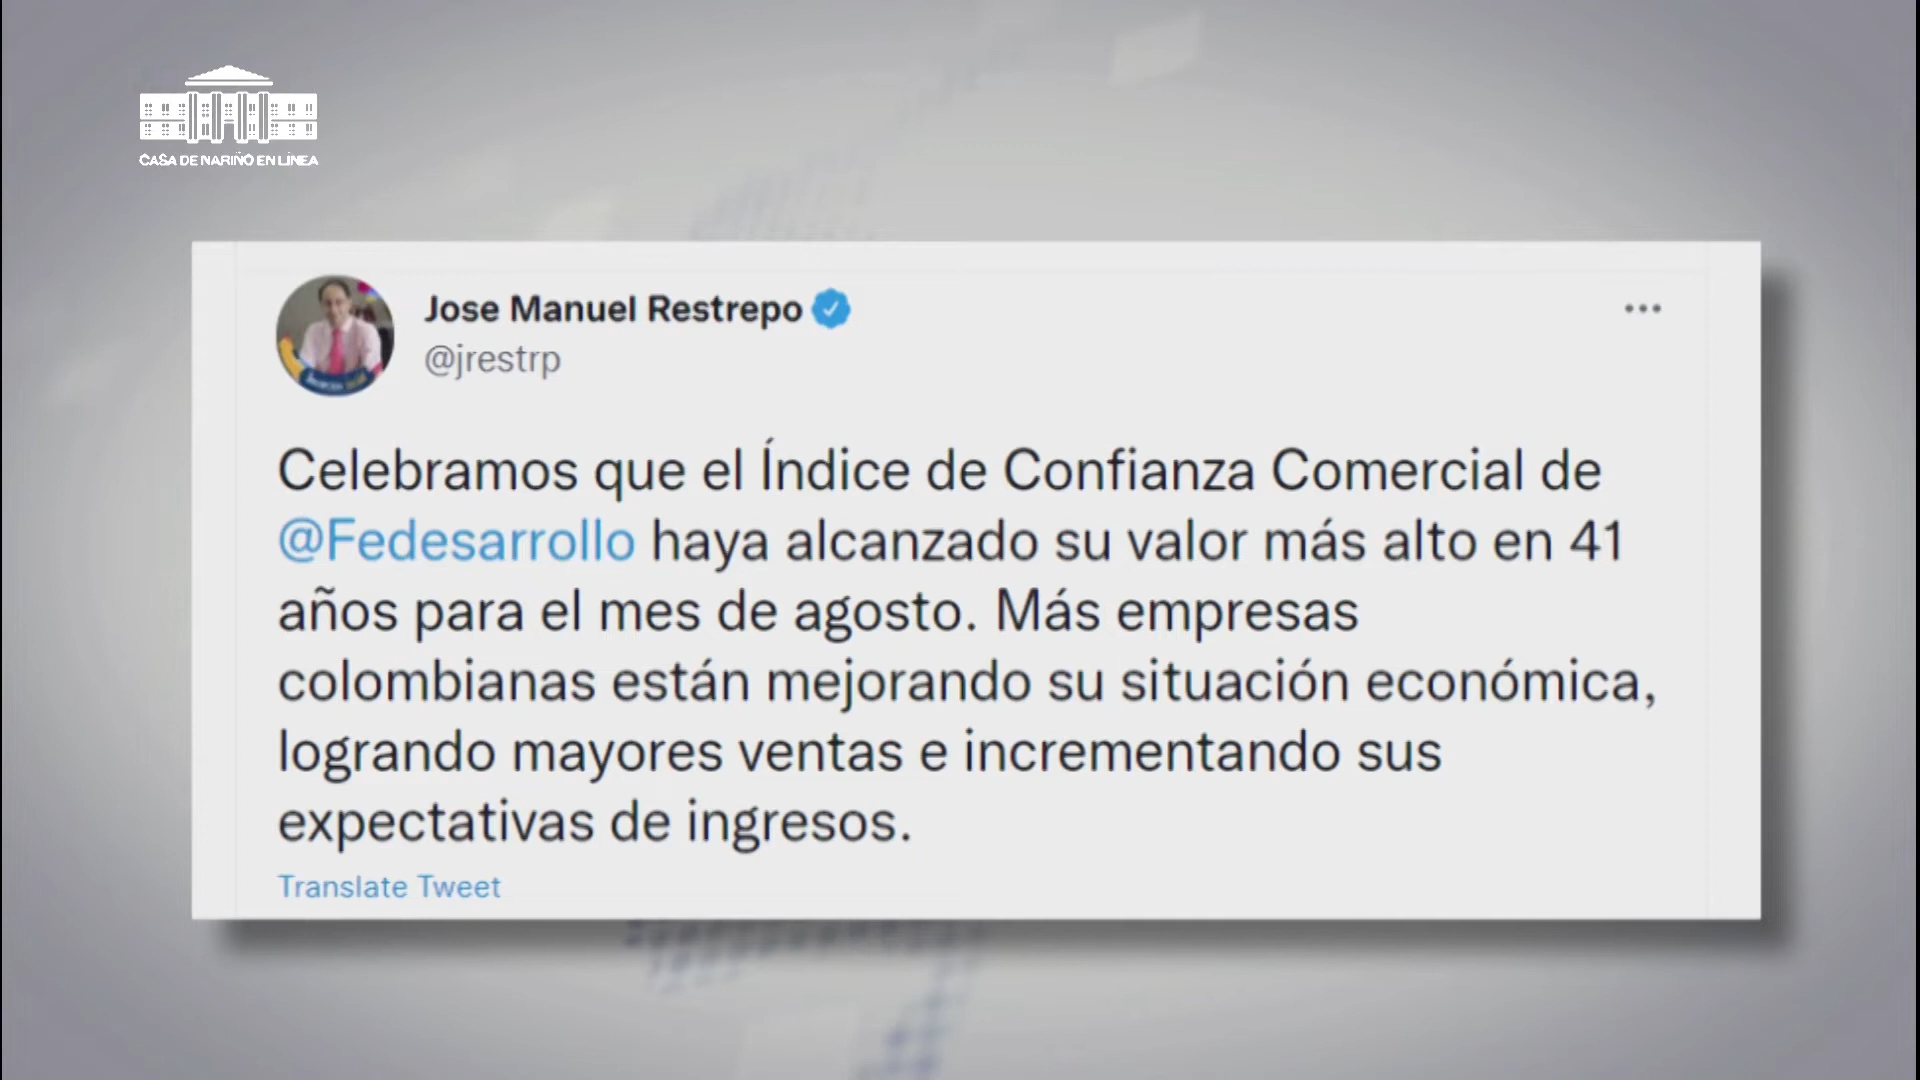 CASA DE NARIÑO EN LÍNEA
Jose Manuel Restrepo
@jrestrp
Celebramos que el Índice de Confianza Comercial de
@Fedesarrollo haya alcanzado su valor más alto en 41
años para el mes de agosto. Más empresas
colombianas están mejorando su situación económica,
logrando mayores ventas e incrementando sus
expectativas de ingresos.
Translate Tweet